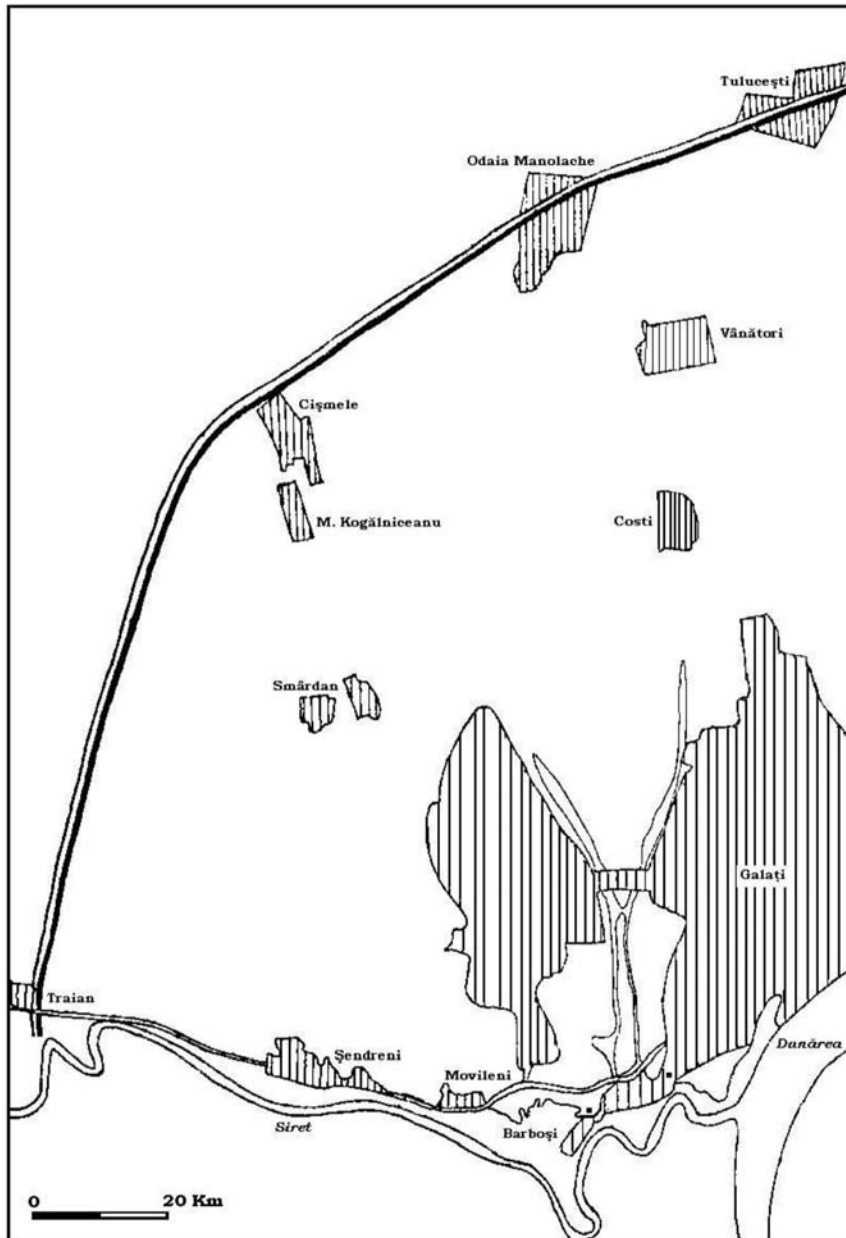 Tulucești
Odaia Manolache
Vânători
Cișmele
M. Kogălniceanu
Costi
Smârdan
Galați
Traian
Șendreni
Movileni
Dunărea
Siret
Barboși
0 20 Km